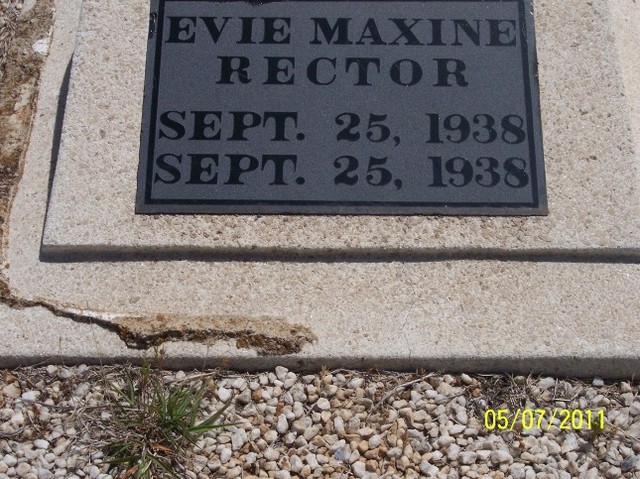 EVIE MAXINE
RECTOR
SEPT. 25, 1938
SEPT. 25, 1938
05/07/2011